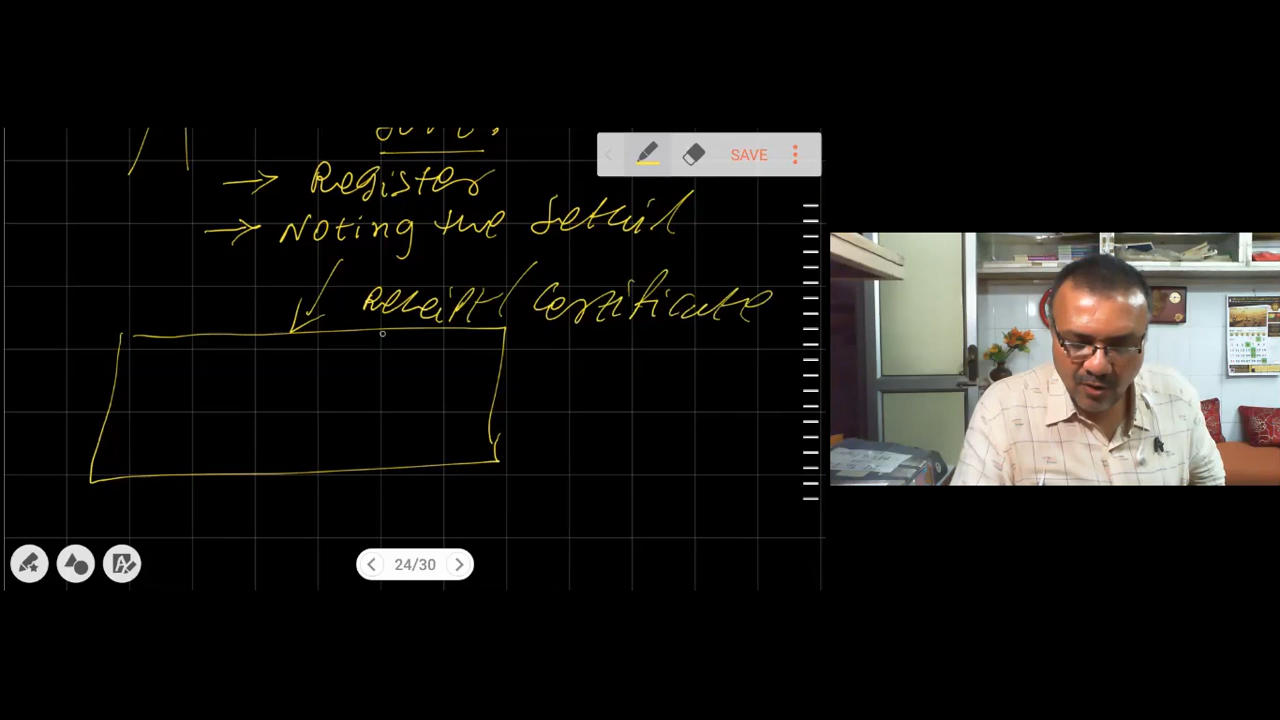 → Register
→ Noting the detail
Receipt/ Certificate
SAVE
24/30